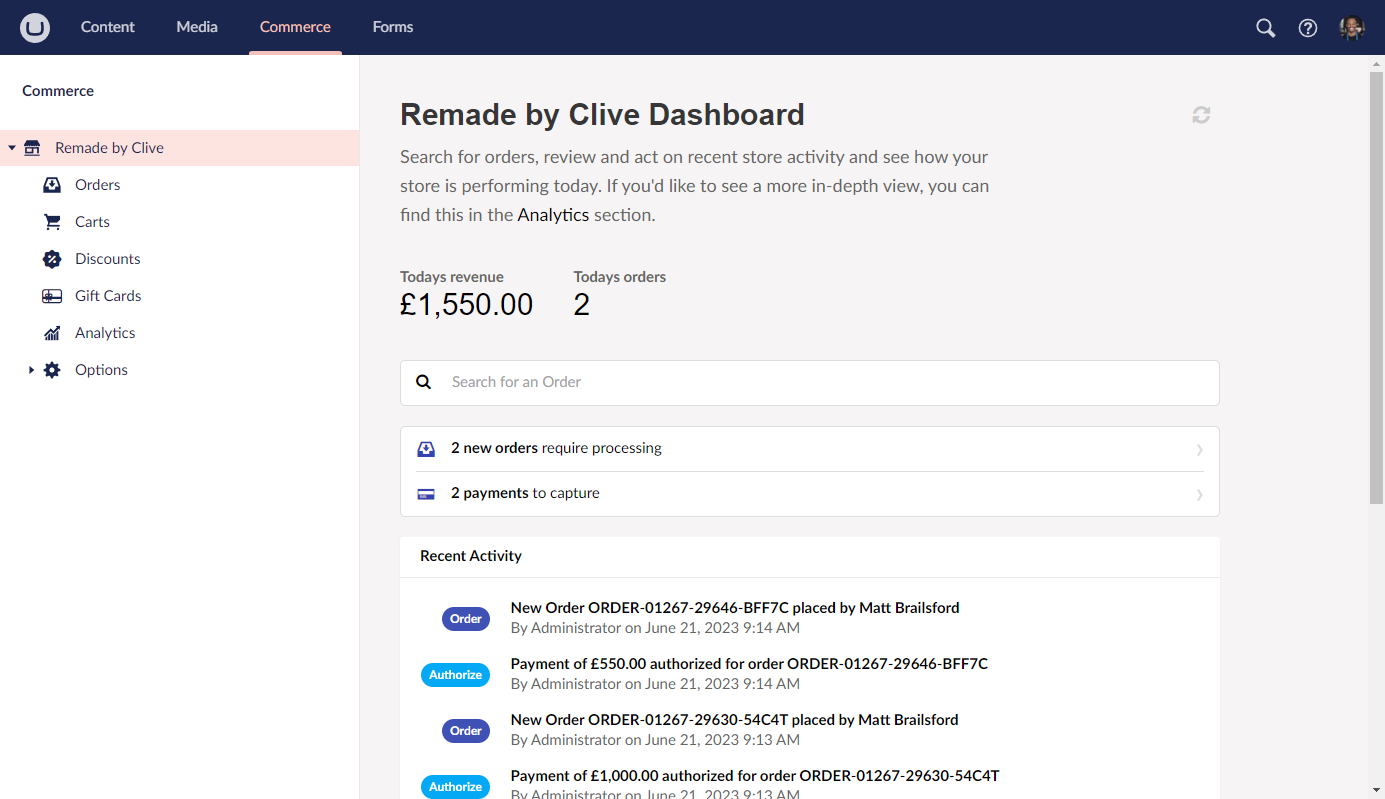 Content Media Commerce Forms
Commerce
Remade by Clive
Orders
Carts
Discounts
Gift Cards
Analytics
Options
Remade by Clive Dashboard
Search for orders, review and act on recent store activity and see how your
store is performing today. If you'd like to see a more in-depth view, you can
find this in the Analytics section.
Todays revenue Todays orders
£1,550.00 2
Search for an Order
2 new orders require processing
2 payments to capture
Recent Activity
Order New Order ORDER-01267-29646-BFF7C placed by Matt Brailsford
By Administrator on June 21, 2023 9:14 AM
Authorize Payment of £550.00 authorized for order ORDER-01267-29646-BFF7C
By Administrator on June 21, 2023 9:14 AM
Order New Order ORDER-01267-29630-54C4T placed by Matt Brailsford
By Administrator on June 21, 2023 9:13 AM
Authorize Payment of £1,000.00 authorized for order ORDER-01267-29630-54C4T
By Administrator on June 21, 2023 9:13 AM